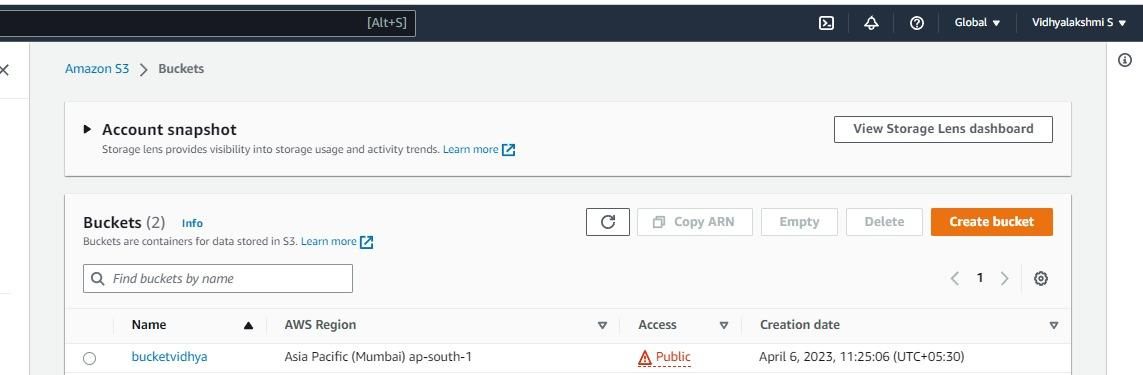 [Alt+S] Global Vidhyalakshmi S
Amazon S3 Buckets
Account snapshot View Storage Lens dashboard
Storage lens provides visibility into storage usage and activity trends. Learn more
Buckets (2) Info Copy ARN Empty Delete Create bucket
Buckets are containers for data stored in S3. Learn more
Find buckets by name 1
Name AWS Region Access Creation date
bucketvidhya Asia Pacific (Mumbai) ap-south-1 Public April 6, 2023, 11:25:06 (UTC+05:30)